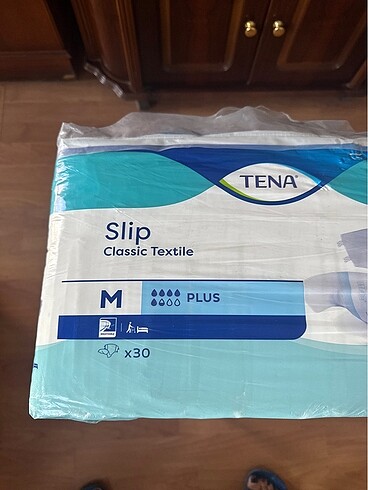 TENA
Slip
Classic Textile
M PLUS
x30